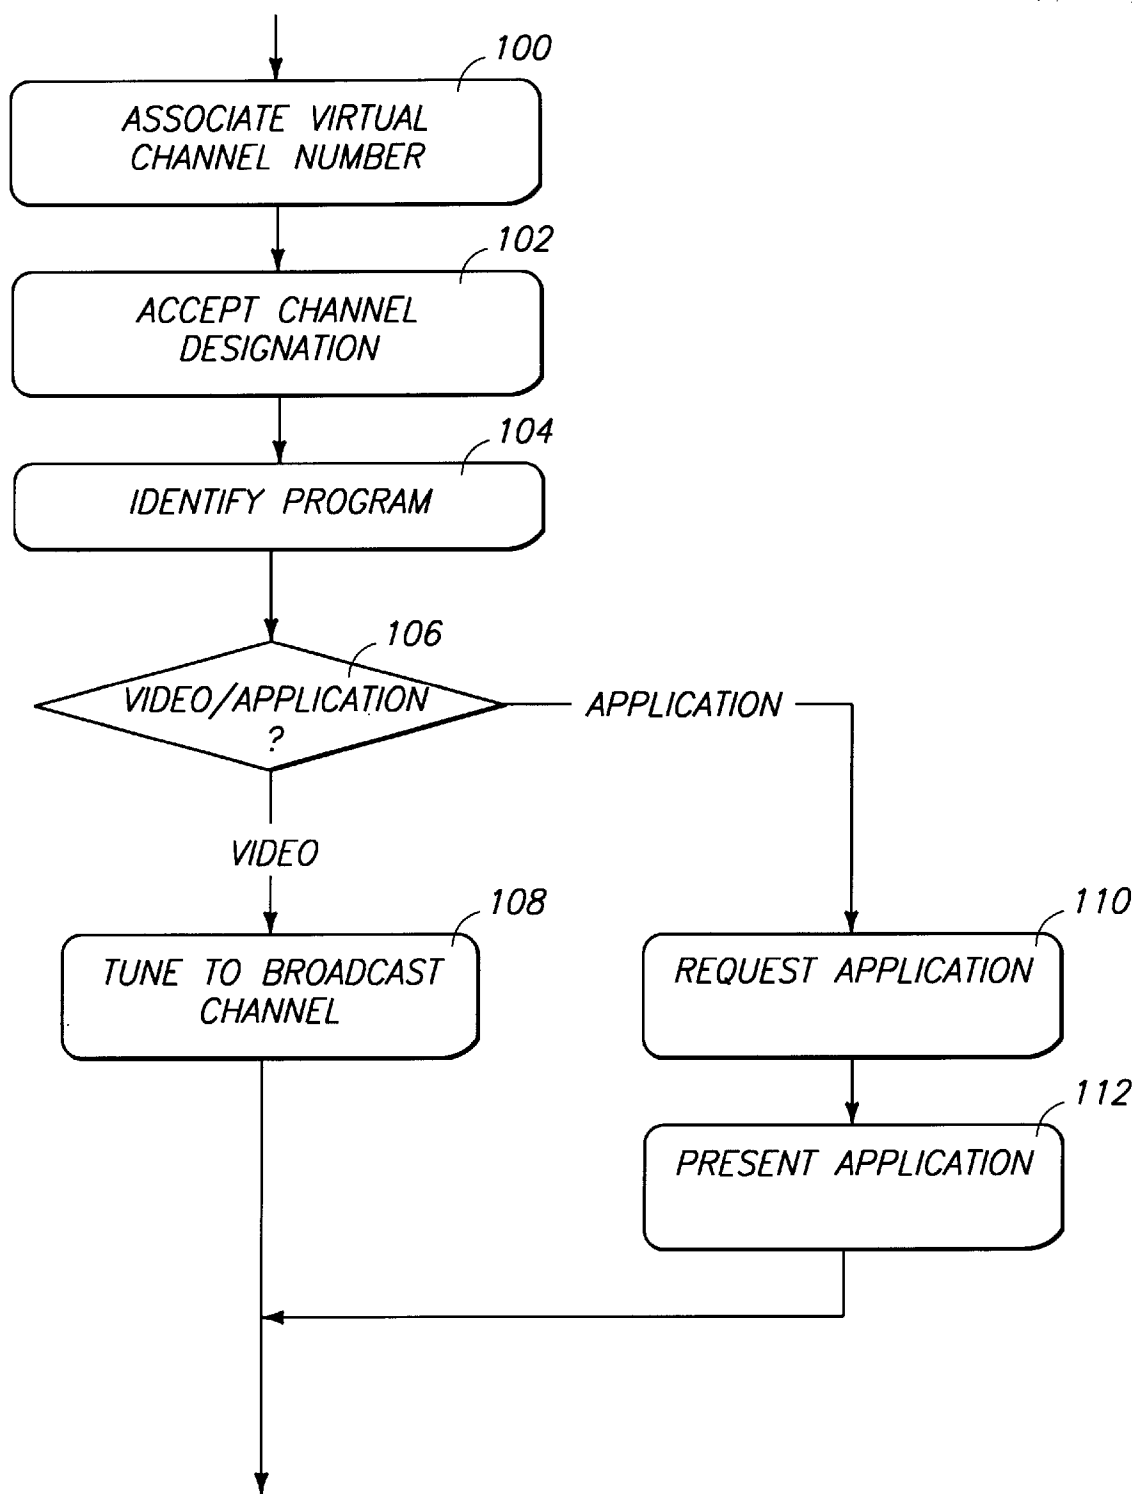 100
ASSOCIATE VIRTUAL
CHANNEL NUMBER
102
ACCEPT CHANNEL
DESIGNATION
104
IDENTIFY PROGRAM
106
VIDEO/APPLICATION
?
APPLICATION
VIDEO
108
TUNE TO BROADCAST
CHANNEL
110
REQUEST APPLICATION
112
PRESENT APPLICATION